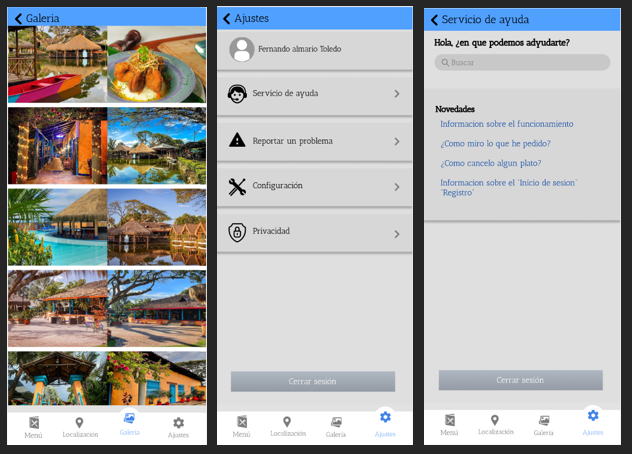 Galeria
Menú
Localización
Galeria
Ajustes
Ajustes
Fernando almario Toledo
Servicio de ayuda
Reportar un problema
Configuración
Privacidad
Cerrar sesión
Menú
Localización
Galeria
Ajustes
Servicio de ayuda
Hola, ¿en que podemos adyudarte?
Buscar
Novedades
Informacion sobre el funcionamiento
¿Como miro lo que he pedido?
¿Como cancelo algun plato?
Informacion sobre el "Inicio de sesion"
"Registro"
Cerrar sesión
Menú
Localización
Galeria
Ajustes